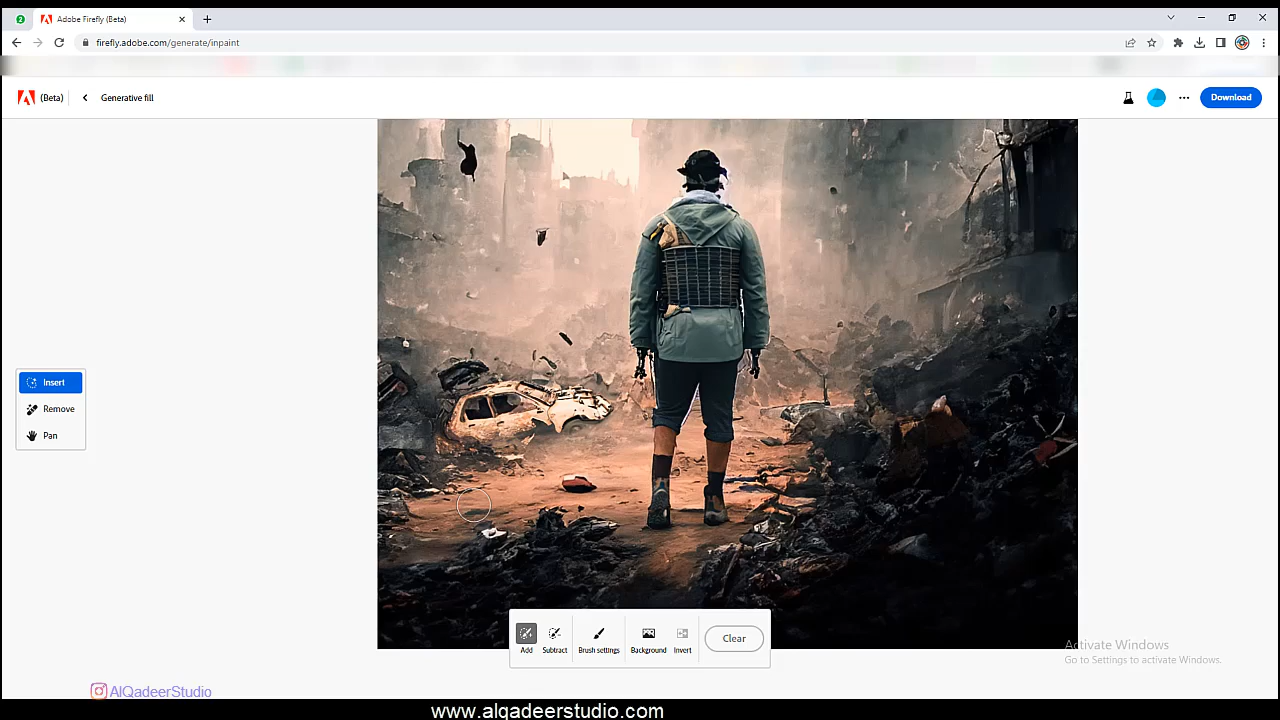 2
Adobe Firefly (Beta)
firefly.adobe.com/generate/inpaint
(Beta)
Generative fill
Download
Insert
Remove
Pan
Add
Subtract
Brush settings
Background
Invert
Clear
Activate Windows
Go to Settings to activate Windows.
AlQadeerStudio
www.alqadeerstudio.com